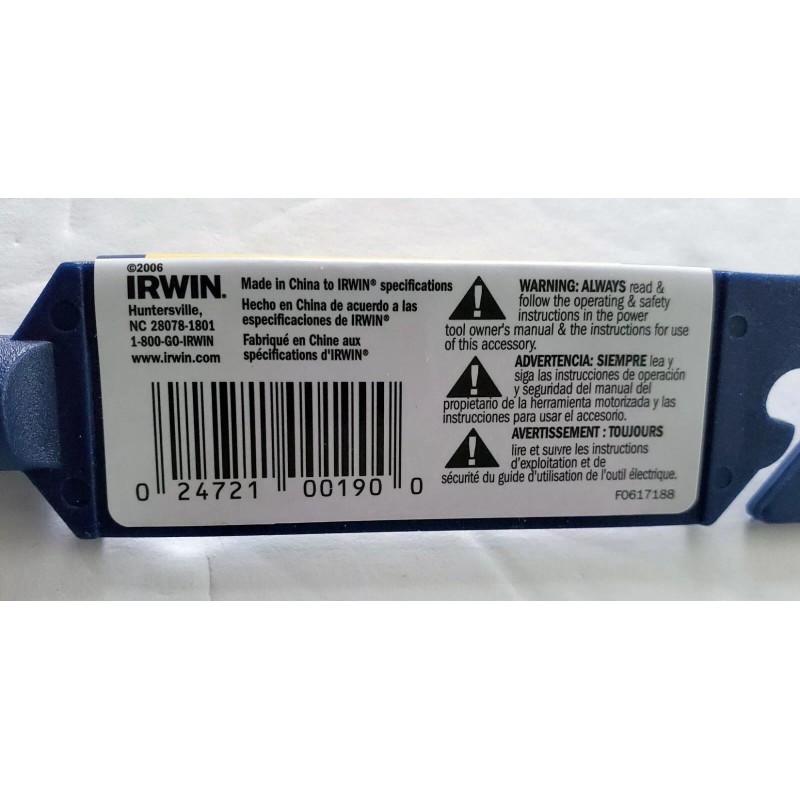 ©2006
IRWIN.
Huntersville,
NC 28078-1801
1-800-GO-IRWIN
www.irwin.com
Made in China to IRWIN® specifications
Hecho en China de acuerdo a las
especificaciones de IRWIN®
Fabriqué en Chine aux
spécifications d'IRWIN®
0 24721 00190 0
WARNING: ALWAYS read &
follow the operating & safety
instructions in the power
tool owner's manual & the instructions for use
of this accessory.
ADVERTENCIA: SIEMPRE lea y
siga las instrucciones de operación
y seguridad del manual del
propietario de la herramienta motorizada y las
instrucciones para usar el accesorio.
AVERTISSEMENT : TOUJOURS
lire et suivre les instructions
d'exploitation et de
sécurité du guide d'utilisation de l'outil électrique.
F0617188